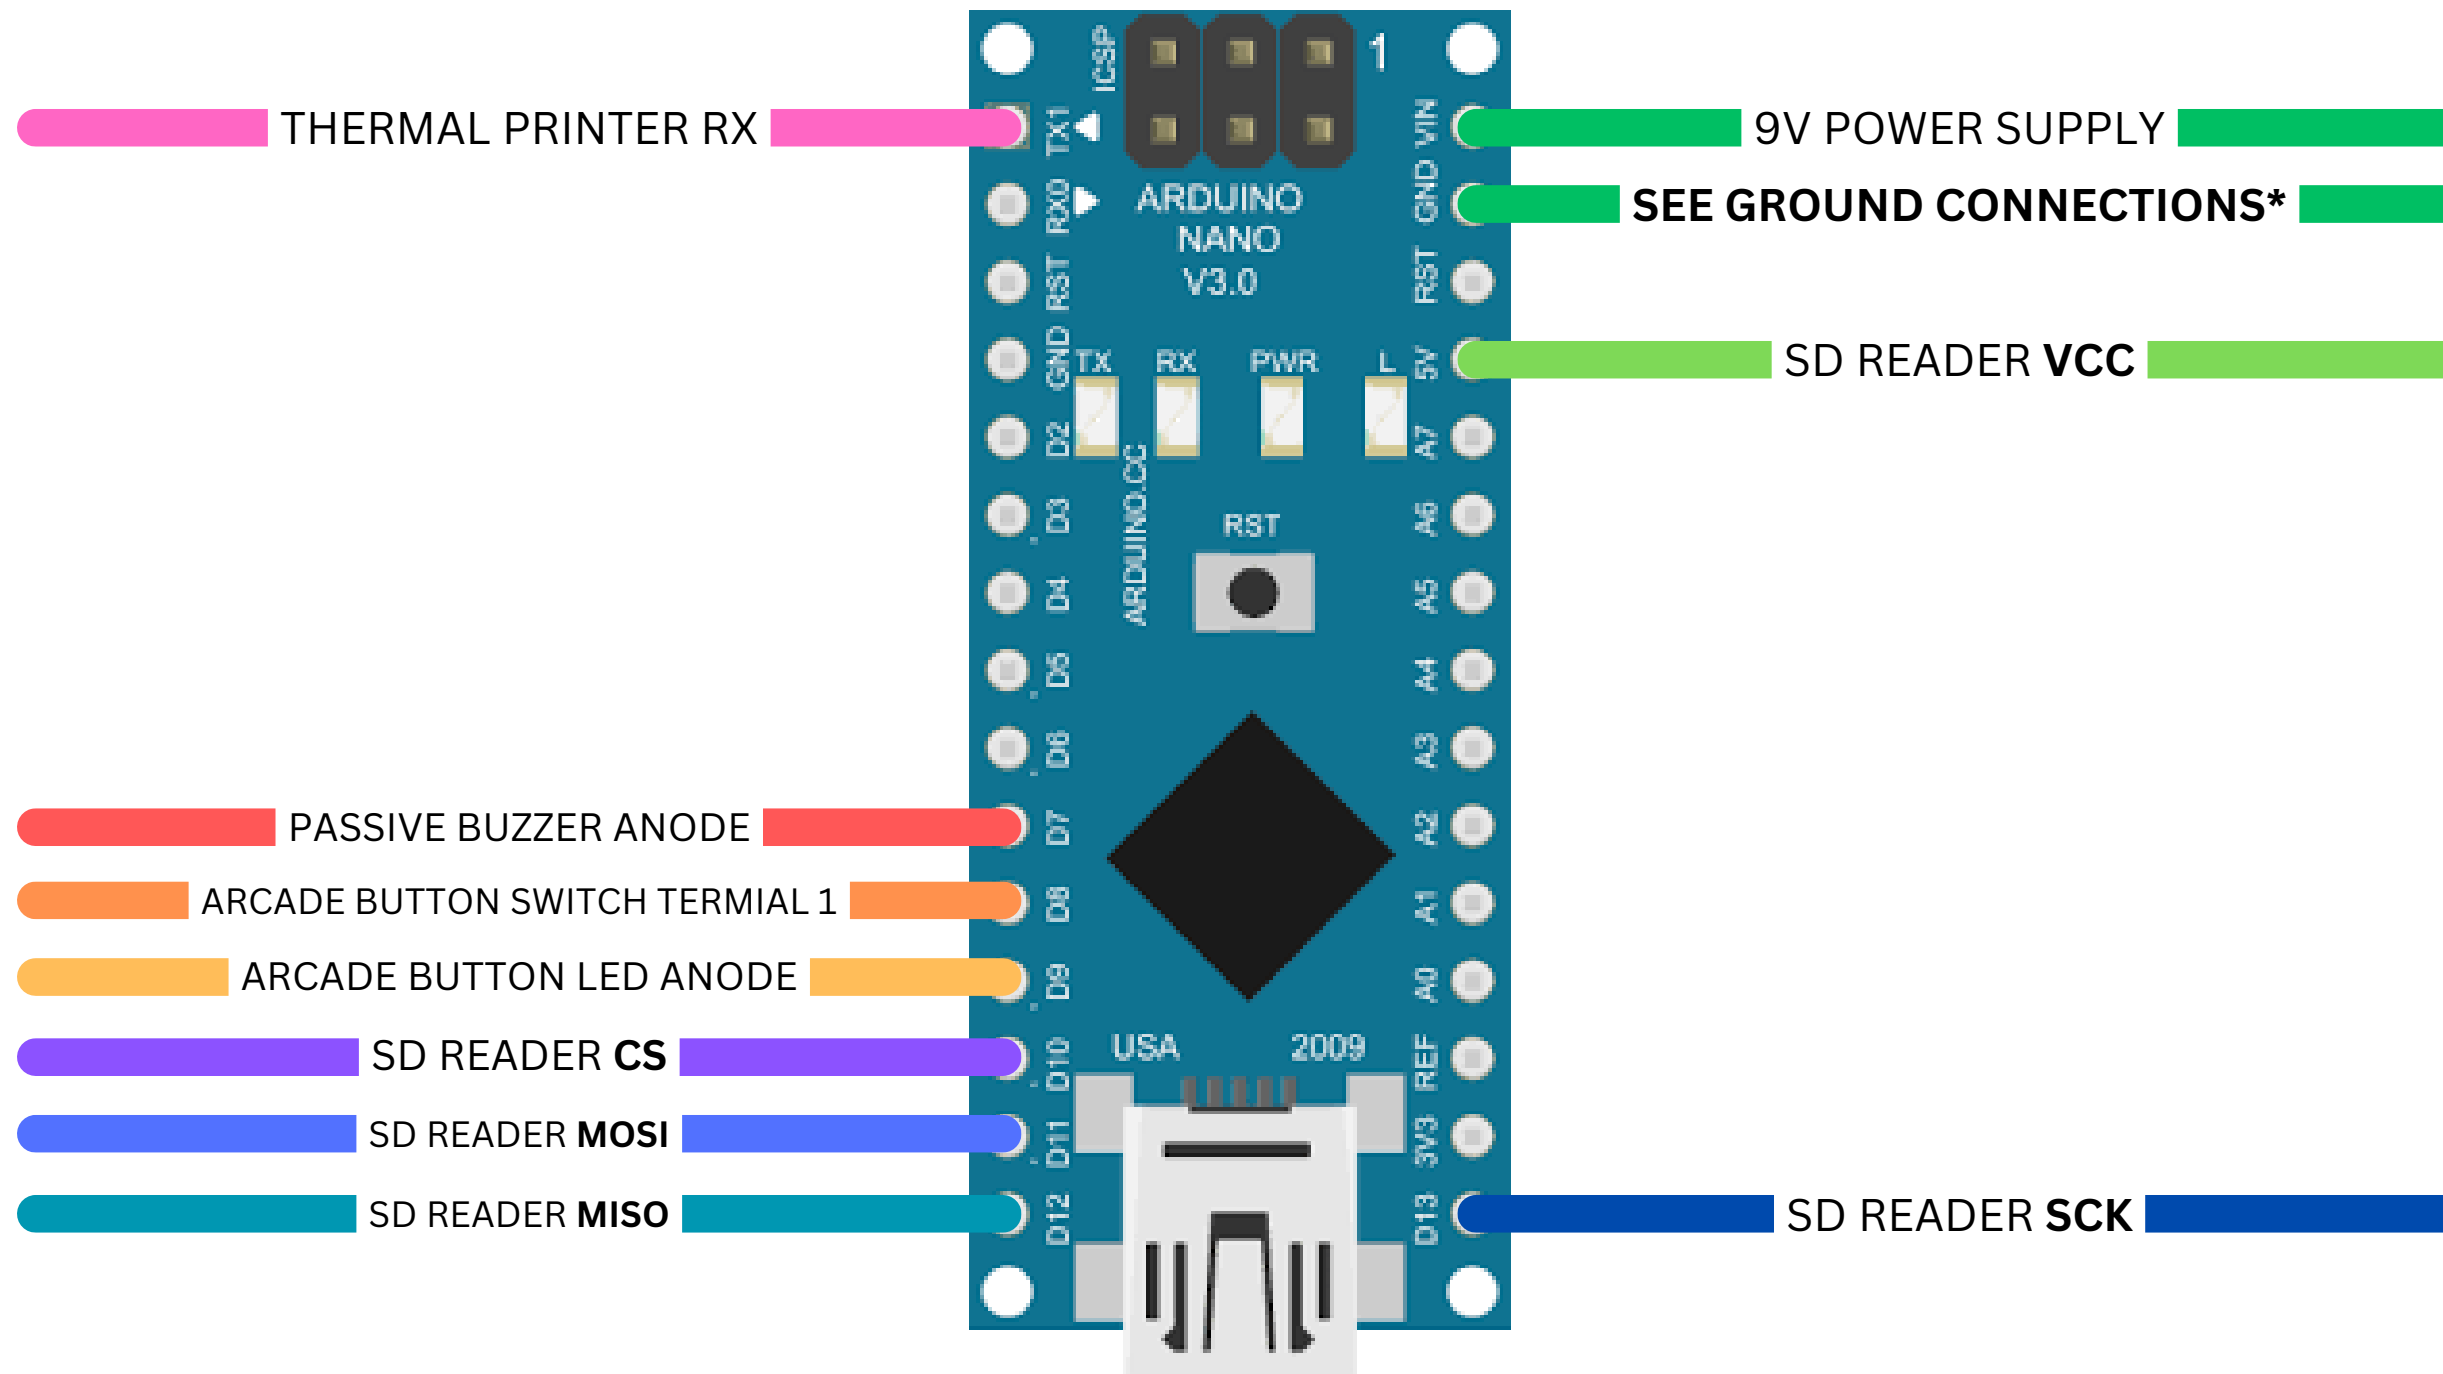 THERMAL PRINTER RX
PASSIVE BUZZER ANODE
ARCADE BUTTON SWITCH TERMIAL 1
ARCADE BUTTON LED ANODE
SD READER CS
SD READER MOSI
SD READER MISO
TX1
RX0
RST
GND
D2
D3
D4
D5
D6
D7
D8
D9
D10
D11
D12
ICSP
1
ARDUINO
NANO
V3.0
TX RX PWR L
ARDUINO.CC
RST
USA 2009
VIN
GND
RST
5V
A7
A6
A5
A4
A3
A2
A1
A0
REF
3V3
D13
9V POWER SUPPLY
SEE GROUND CONNECTIONS*
SD READER VCC
SD READER SCK